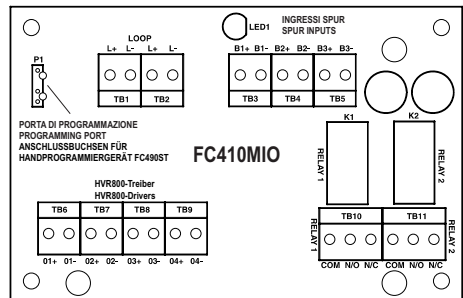 LED1
INGRESSI SPUR
SPUR INPUTS
LOOP
L+ L- L+ L-
B1+ B1- B2+ B2- B3+ B3-
P1
TB1 TB2
TB3 TB4 TB5
PORTA DI PROGRAMMAZIONE
PROGRAMMING PORT
ANSCHLUSSBUCHSEN FÜR
HANDPROGRAMMIERGERÄT FC490ST
FC410MIO
K1
K2
RELAY 1
RELAY 2
HVR800-Treiber
HVR800-Drivers
TB6 TB7 TB8 TB9
TB10 TB11
RELAY 1
RELAY 2
01+ 01- 02+ 02- 03+ 03- 04+ 04-
COM N/O N/C COM N/O N/C